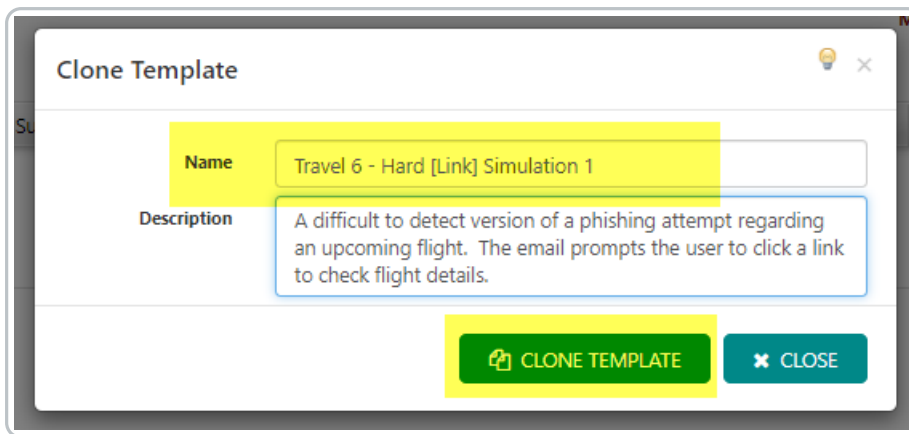 Clone Template
Su
Name
Travel 6 - Hard [Link] Simulation 1
Description
A difficult to detect version of a phishing attempt regarding
an upcoming flight.  The email prompts the user to click a link
to check flight details.
CLONE TEMPLATE
CLOSE